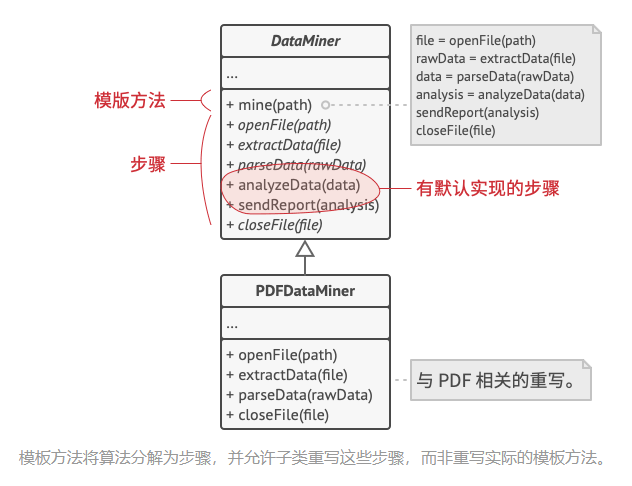 DataMiner
...
模版方法
+ mine(path)
步骤
+ openFile(path)
+ extractData(file)
+ parseData(rawData)
+ analyzeData(data)
+ sendReport(analysis)
+ closeFile(file)
有默认实现的步骤
file = openFile(path)
rawData = extractData(file)
data = parseData(rawData)
analysis = analyzeData(data)
sendReport(analysis)
closeFile(file)
PDFDataMiner
...
+ openFile(path)
+ extractData(file)
+ parseData(rawData)
+ closeFile(file)
与 PDF 相关的重写。
模板方法将算法分解为步骤，并允许子类重写这些步骤，而非重写实际的模板方法。